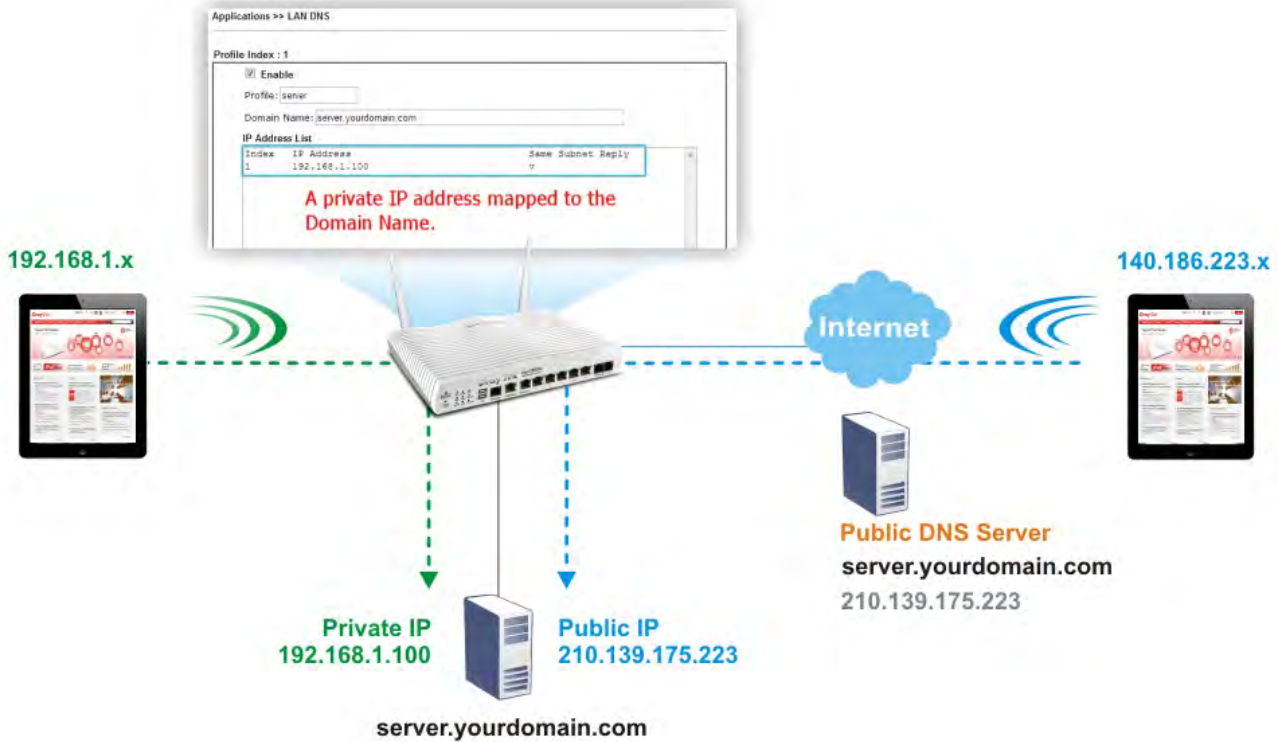 Applications >> LAN DNS
Profile Index : 1
Enable
Profile: server
Domain Name: server.yourdomain.com
IP Address List
Index IP Address Same Subnet Reply
1 192.168.1.100 v
A private IP address mapped to the
Domain Name.
192.168.1.x
140.186.223.x
Internet
Public DNS Server
server.yourdomain.com
210.139.175.223
Private IP
192.168.1.100
Public IP
210.139.175.223
server.yourdomain.com